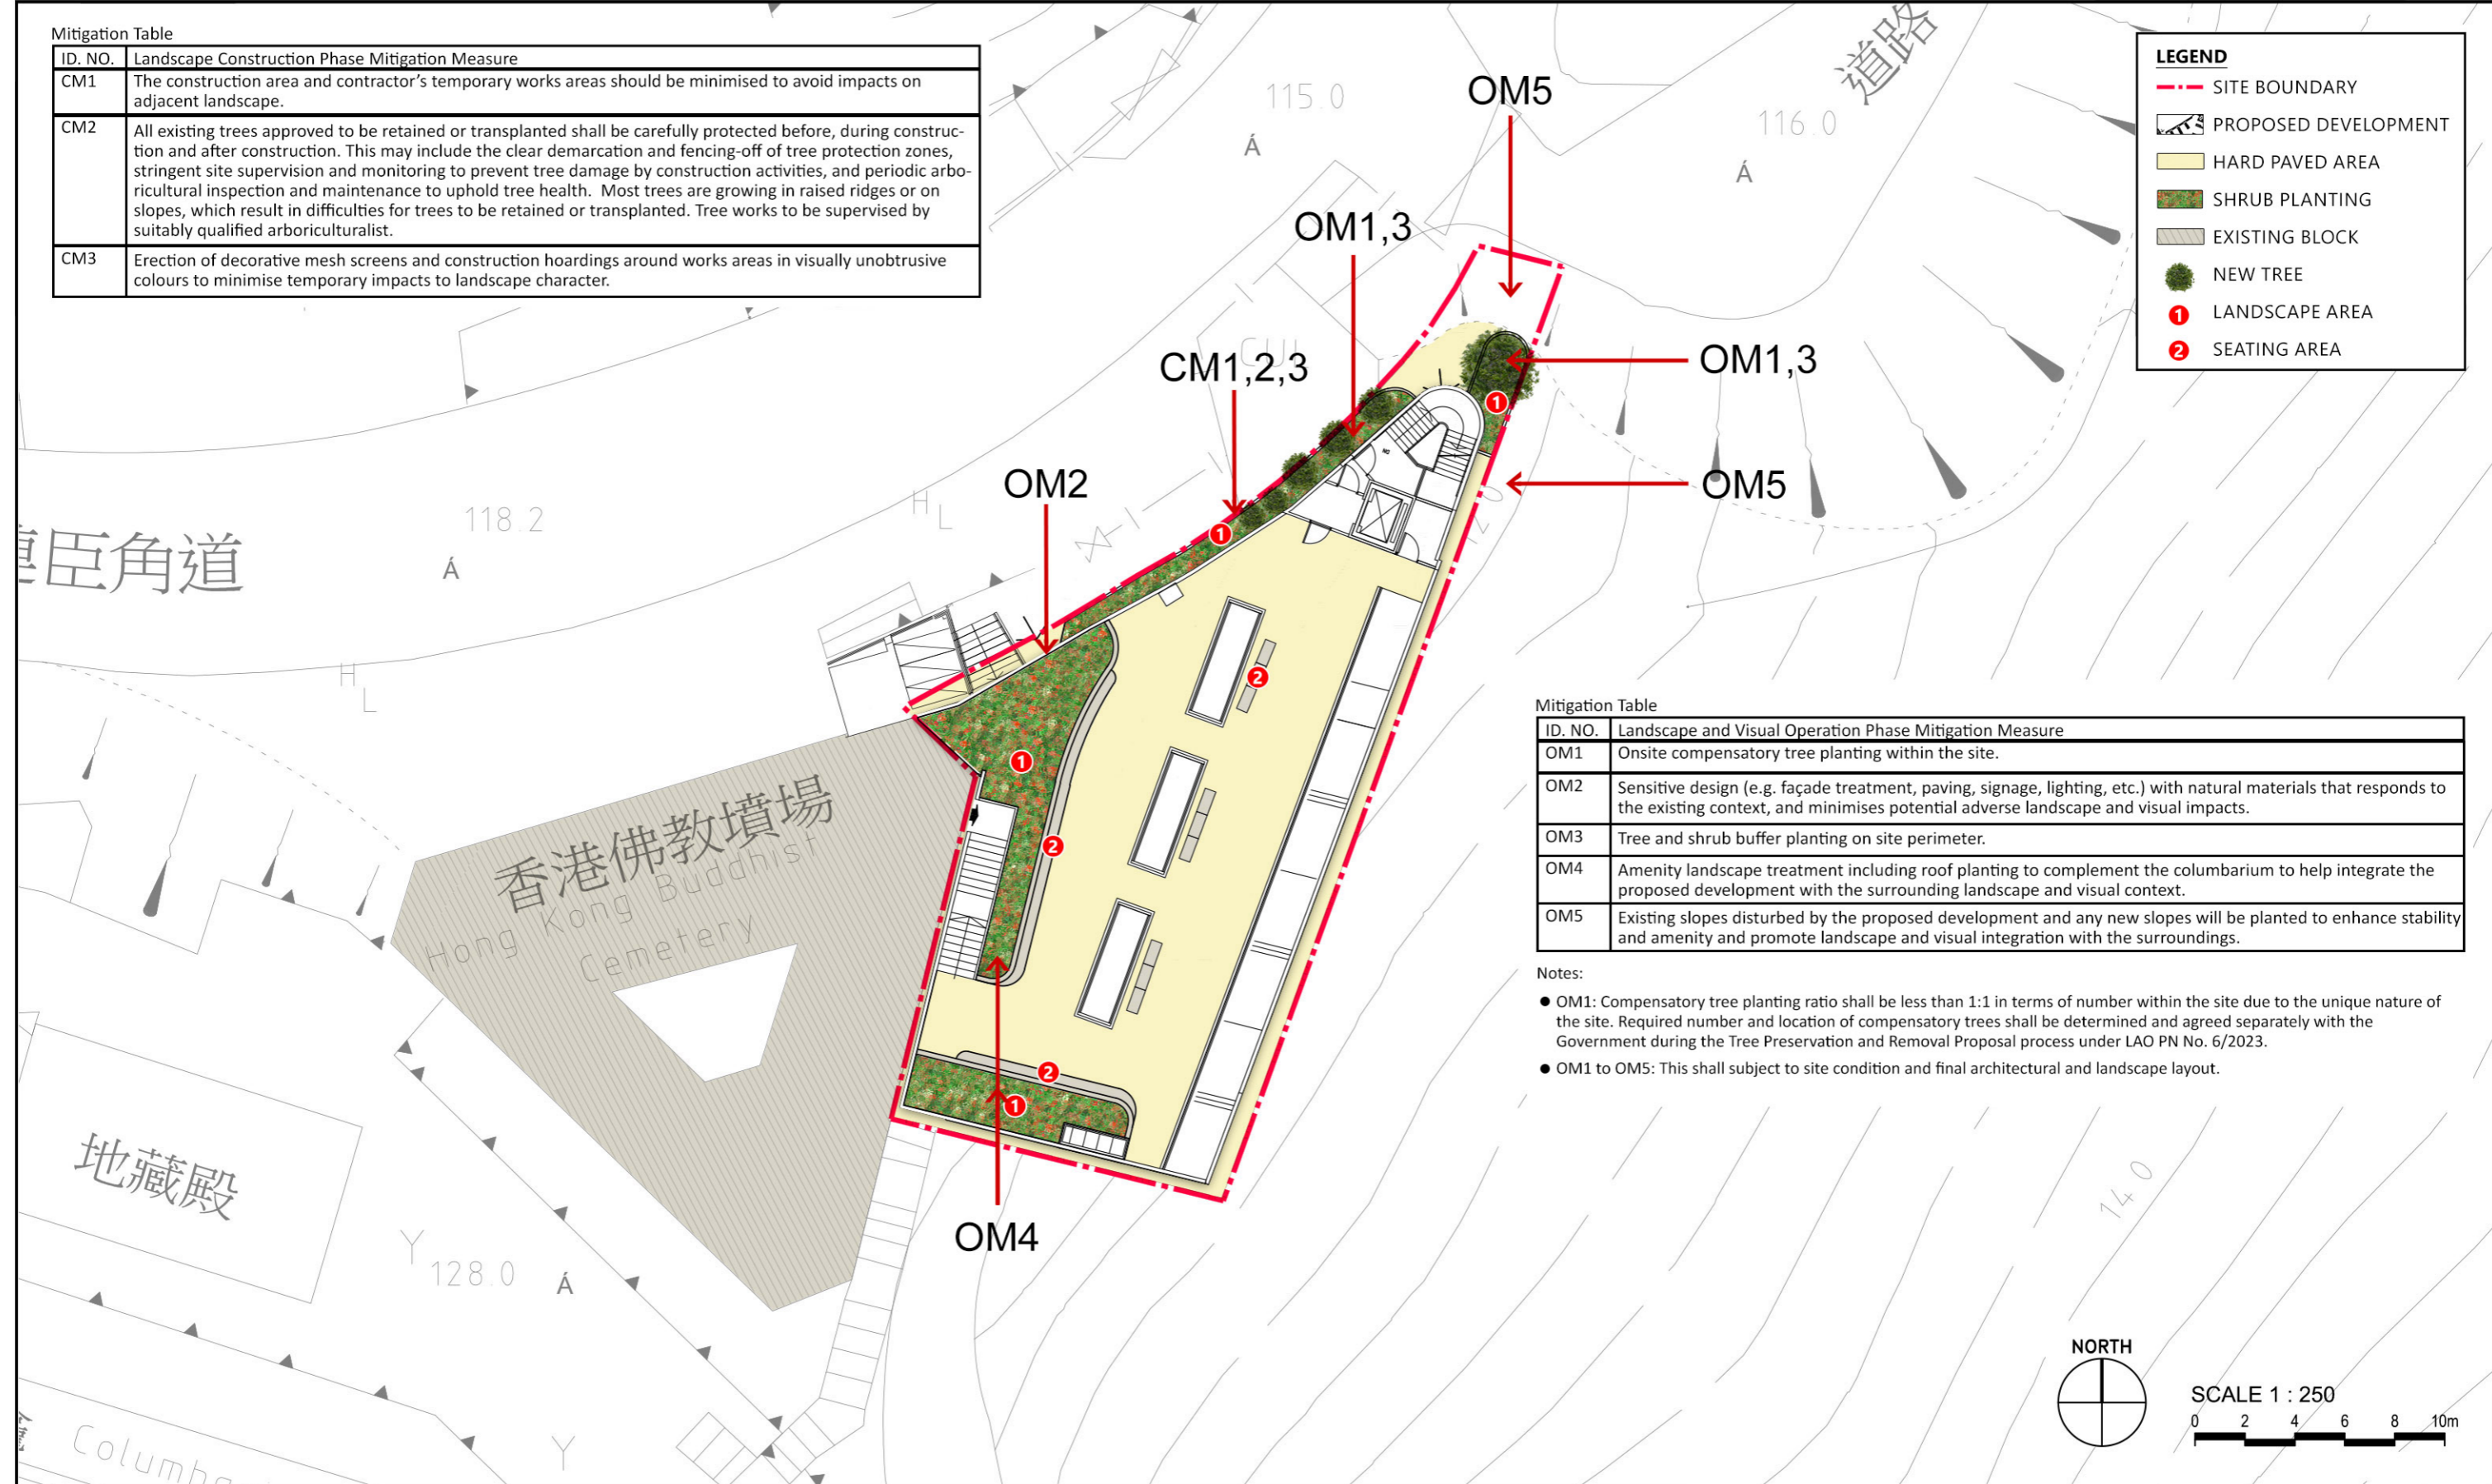 Mitigation Table
ID. NO. Landscape Construction Phase Mitigation Measure
CM1 The construction area and contractor's temporary works areas should be minimised to avoid impacts on
adjacent landscape.
CM2 All existing trees approved to be retained or transplanted shall be carefully protected before, during construc-
tion and after construction. This may include the clear demarcation and fencing-off of tree protection zones,
stringent site supervision and monitoring to prevent tree damage by construction activities, and periodic arbo-
ricultural inspection and maintenance to uphold tree health. Most trees are growing in raised ridges or on
slopes, which result in difficulties for trees to be retained or transplanted. Tree works to be supervised by
suitably qualified arboriculturalist.
CM3 Erection of decorative mesh screens and construction hoardings around works areas in visually unobtrusive
colours to minimise temporary impacts to landscape character.
LEGEND
SITE BOUNDARY
PROPOSED DEVELOPMENT
HARD PAVED AREA
SHRUB PLANTING
EXISTING BLOCK
NEW TREE
1 LANDSCAPE AREA
2 SEATING AREA
道路
115.0
Á
116.0
Á
OM5
OM1,3
CM1,2,3
OM1,3
OM2
OM5
118.2
Á
臣角道
H
L
H
L
1
1
1
2
2
2
1
香港佛教墳場
Hong Kong Buddhist
Cemetery
OM4
地藏殿
Y
128.0
Á
Y
140
Mitigation Table
ID. NO. Landscape and Visual Operation Phase Mitigation Measure
OM1 Onsite compensatory tree planting within the site.
OM2 Sensitive design (e.g. façade treatment, paving, signage, lighting, etc.) with natural materials that responds to
the existing context, and minimises potential adverse landscape and visual impacts.
OM3 Tree and shrub buffer planting on site perimeter.
OM4 Amenity landscape treatment including roof planting to complement the columbarium to help integrate the
proposed development with the surrounding landscape and visual context.
OM5 Existing slopes disturbed by the proposed development and any new slopes will be planted to enhance stability
and amenity and promote landscape and visual integration with the surroundings.
Notes:
● OM1: Compensatory tree planting ratio shall be less than 1:1 in terms of number within the site due to the unique nature of
the site. Required number and location of compensatory trees shall be determined and agreed separately with the
Government during the Tree Preservation and Removal Proposal process under LAO PN No. 6/2023.
● OM1 to OM5: This shall subject to site condition and final architectural and landscape layout.
NORTH
SCALE 1 : 250
0 2 4 6 8 10m